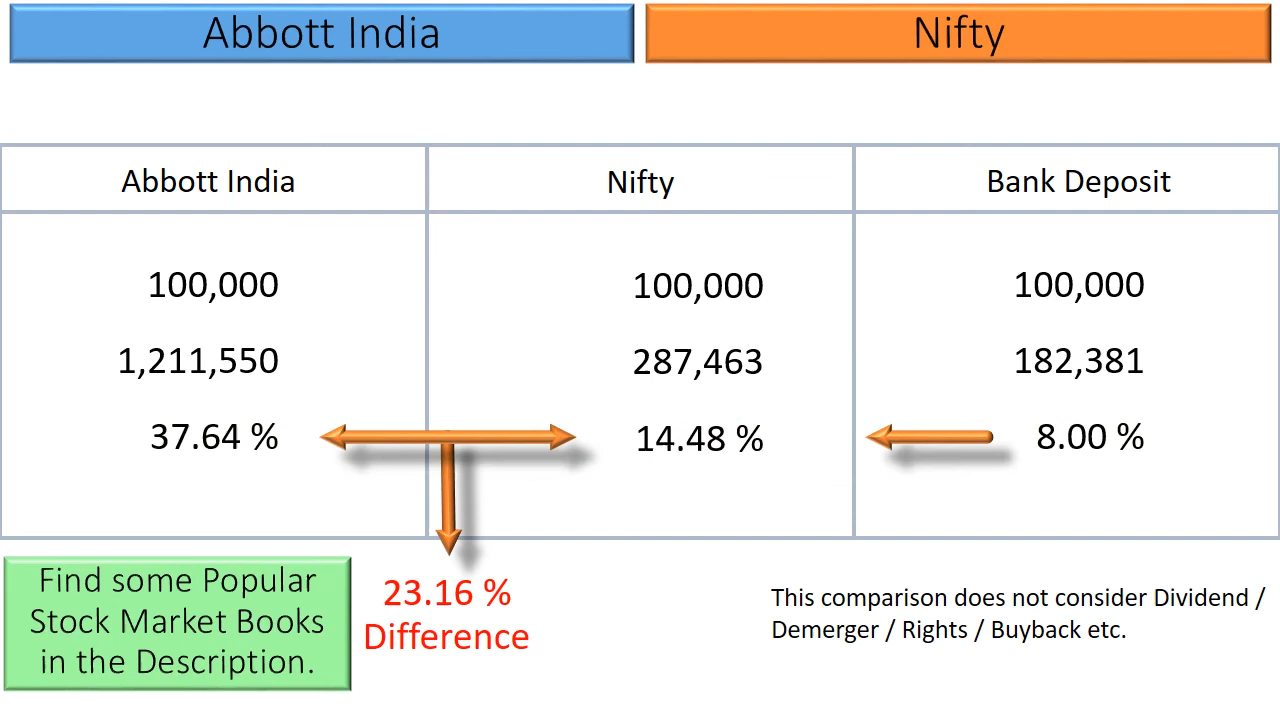 Abbott India
Nifty
Abbott India
Nifty
Bank Deposit
100,000
100,000
100,000
1,211,550
287,463
182,381
37.64 %
14.48 %
8.00 %
Find some Popular
Stock Market Books
in the Description.
23.16 %
Difference
This comparison does not consider Dividend /
Demerger / Rights / Buyback etc.